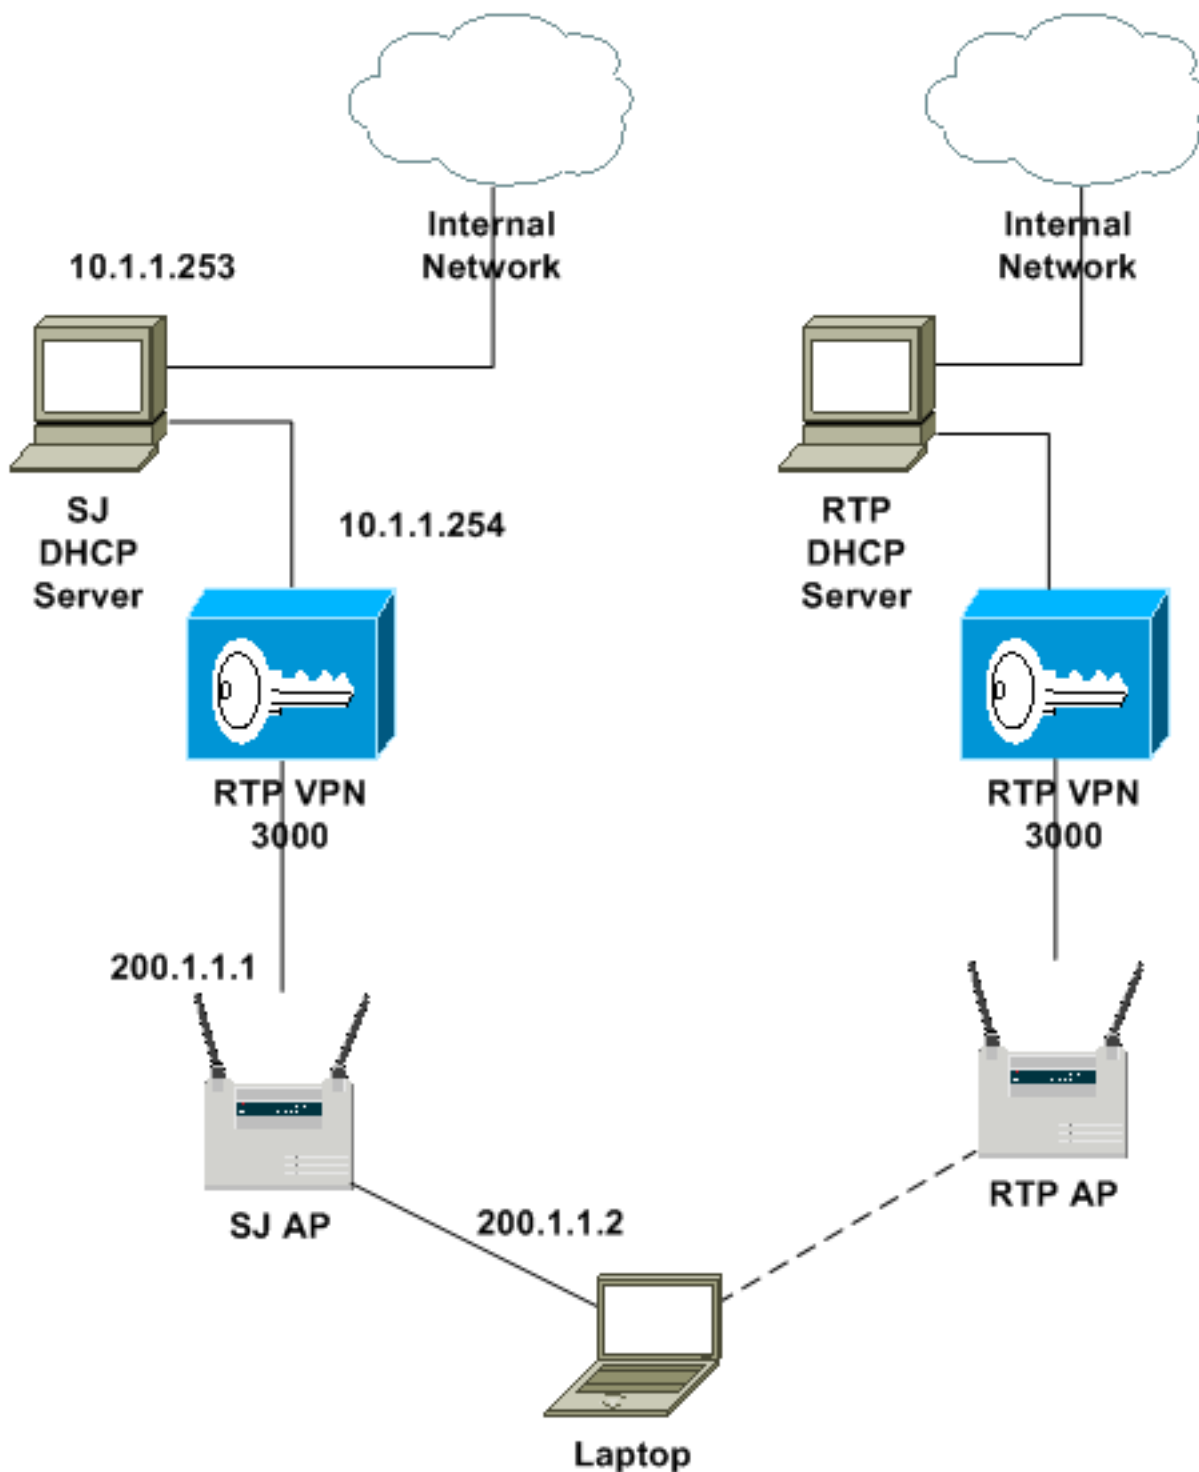 Internal
Network
Internal
Network
10.1.1.253
SJ
DHCP
Server
10.1.1.254
RTP
DHCP
Server
RTP VPN
3000
RTP VPN
3000
200.1.1.1
SJ AP
200.1.1.2
RTP AP
Laptop